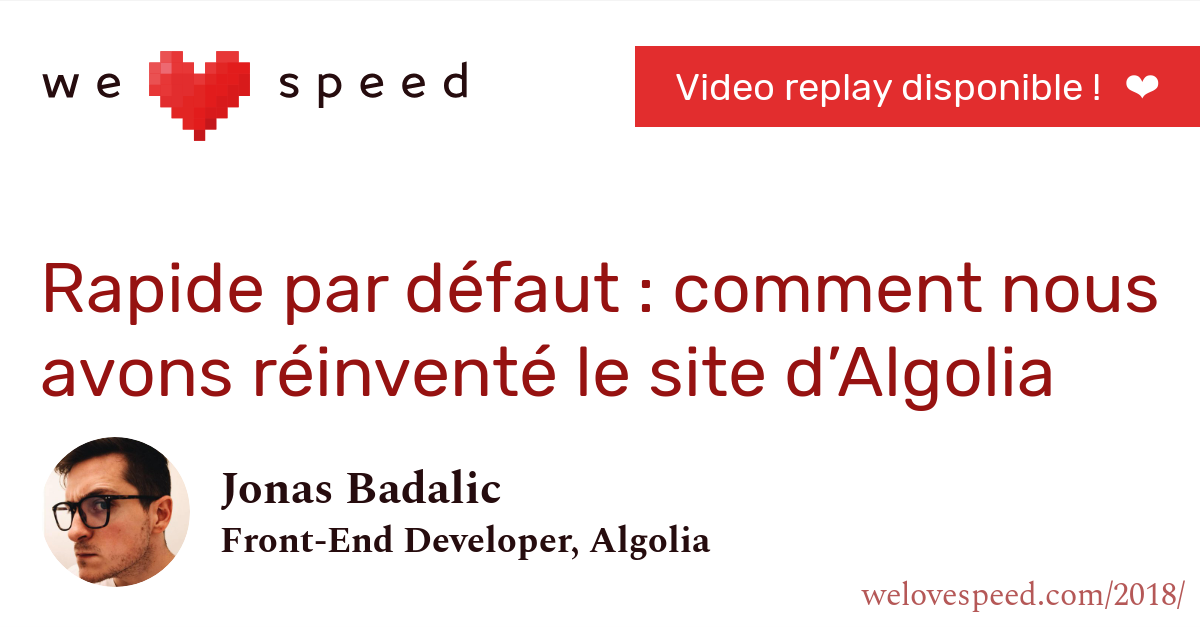 we ❤ speed
Video replay disponible ! ❤
Rapide par défaut : comment nous
avons réinventé le site d’Algolia
Jonas Badalic
Front-End Developer, Algolia
welovespeed.com/2018/